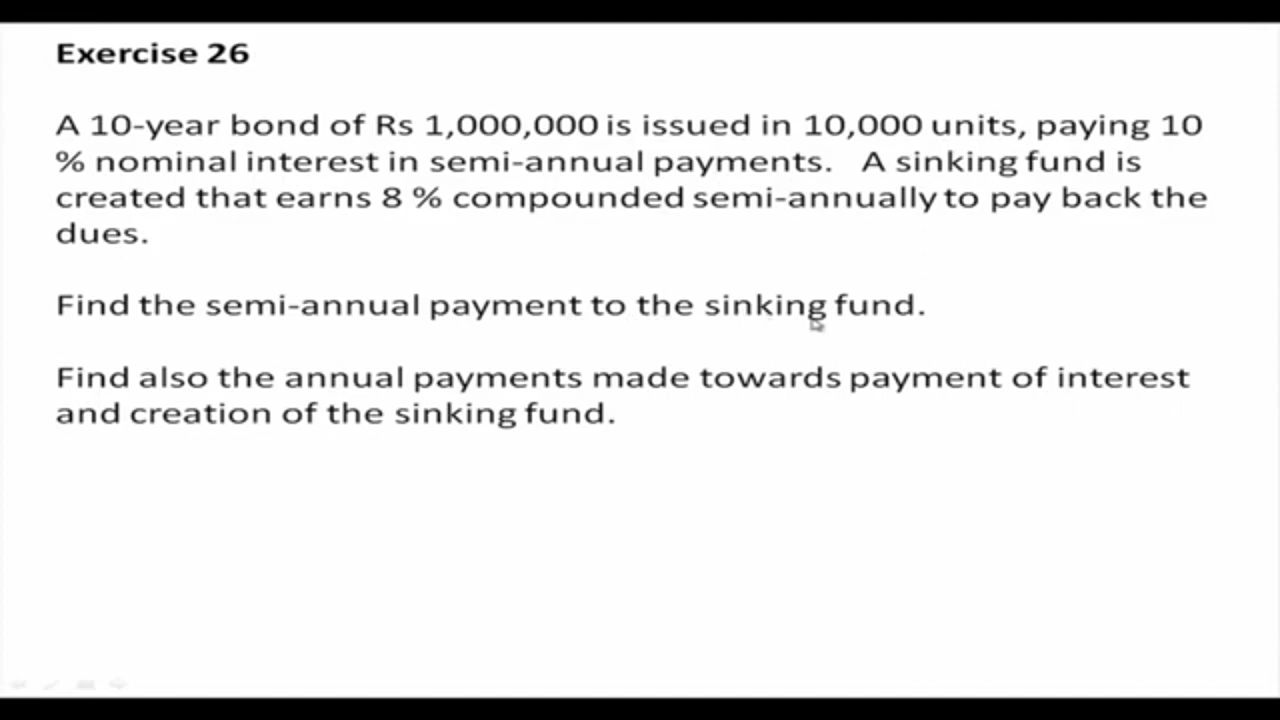 Exercise 26
A 10-year bond of Rs 1,000,000 is issued in 10,000 units, paying 10
% nominal interest in semi-annual payments. A sinking fund is
created that earns 8 % compounded semi-annually to pay back the
dues.
Find the semi-annual payment to the sinking fund.
Find also the annual payments made towards payment of interest
and creation of the sinking fund.